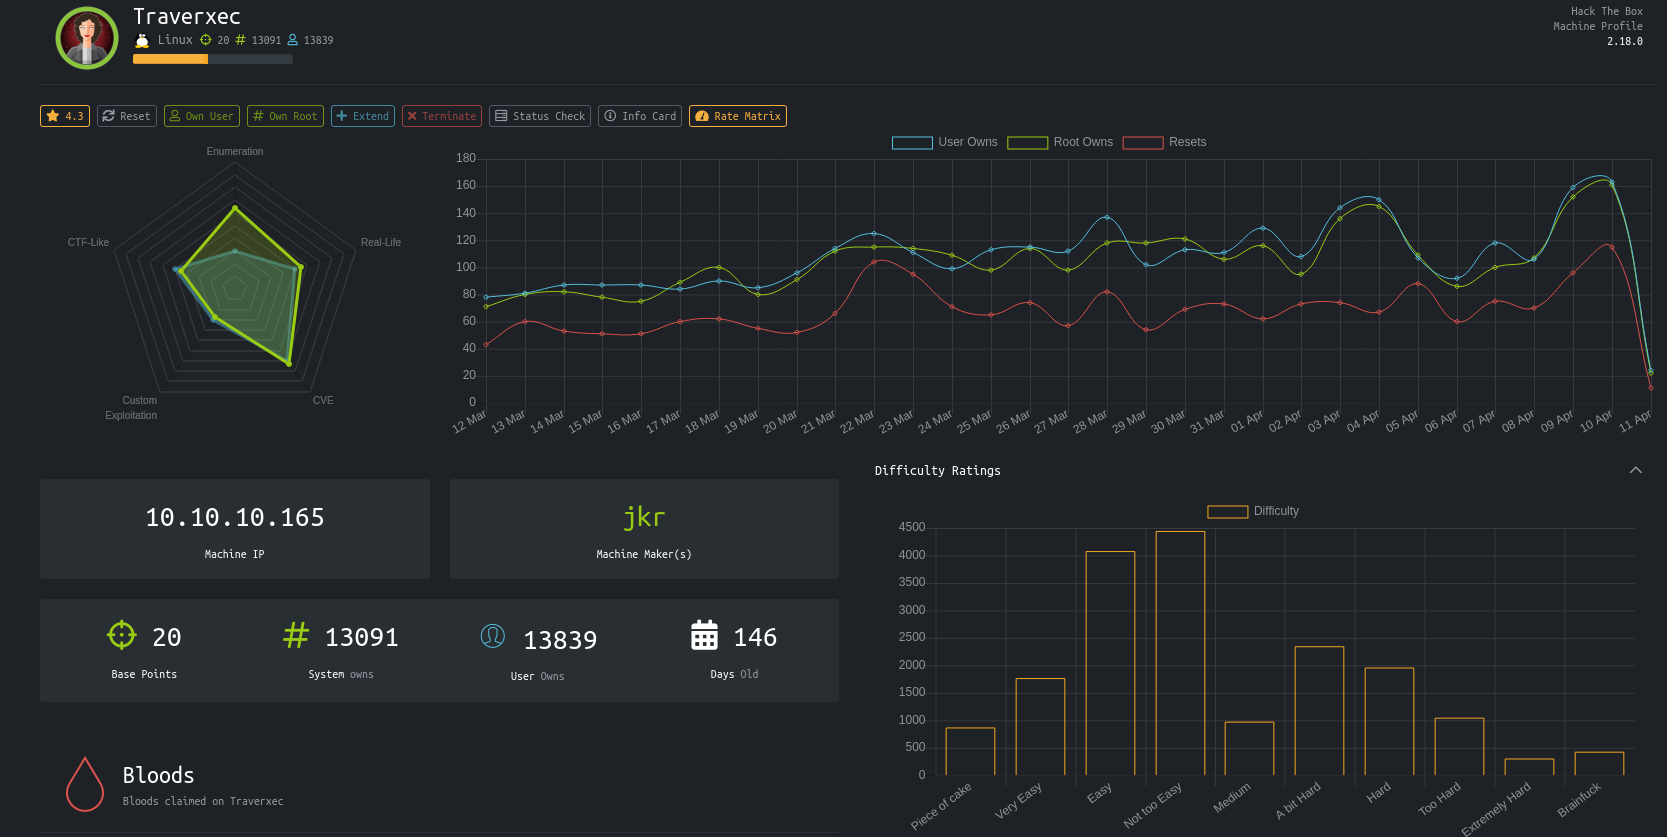 Traverxec
Linux 20 13091 13839
Hack The Box
Machine Profile
2.18.0
4.3 Reset Own User Own Root Extend Terminate Status Check Info Card Rate Matrix
Enumeration
CTF-Like
Real-Life
Custom
Exploitation
CVE
User Owns Root Owns Resets
180
160
140
120
100
80
60
40
20
0
12 Mar 13 Mar 14 Mar 15 Mar 16 Mar 17 Mar 18 Mar 19 Mar 20 Mar 21 Mar 22 Mar 23 Mar 24 Mar 25 Mar 26 Mar 27 Mar 28 Mar 29 Mar 30 Mar 31 Mar 01 Apr 02 Apr 03 Apr 04 Apr 05 Apr 06 Apr 07 Apr 08 Apr 09 Apr 10 Apr 11 Apr
10.10.10.165
Machine IP
jkr
Machine Maker(s)
20
Base Points
13091
System owns
13839
User Owns
146
Days Old
Bloods
Bloods claimed on Traverxec
Difficulty Ratings
Difficulty
4500
4000
3500
3000
2500
2000
1500
1000
500
0
Piece of cake Very Easy Easy Not too Easy Medium A bit Hard Hard Too Hard Extremely Hard Brainfuck